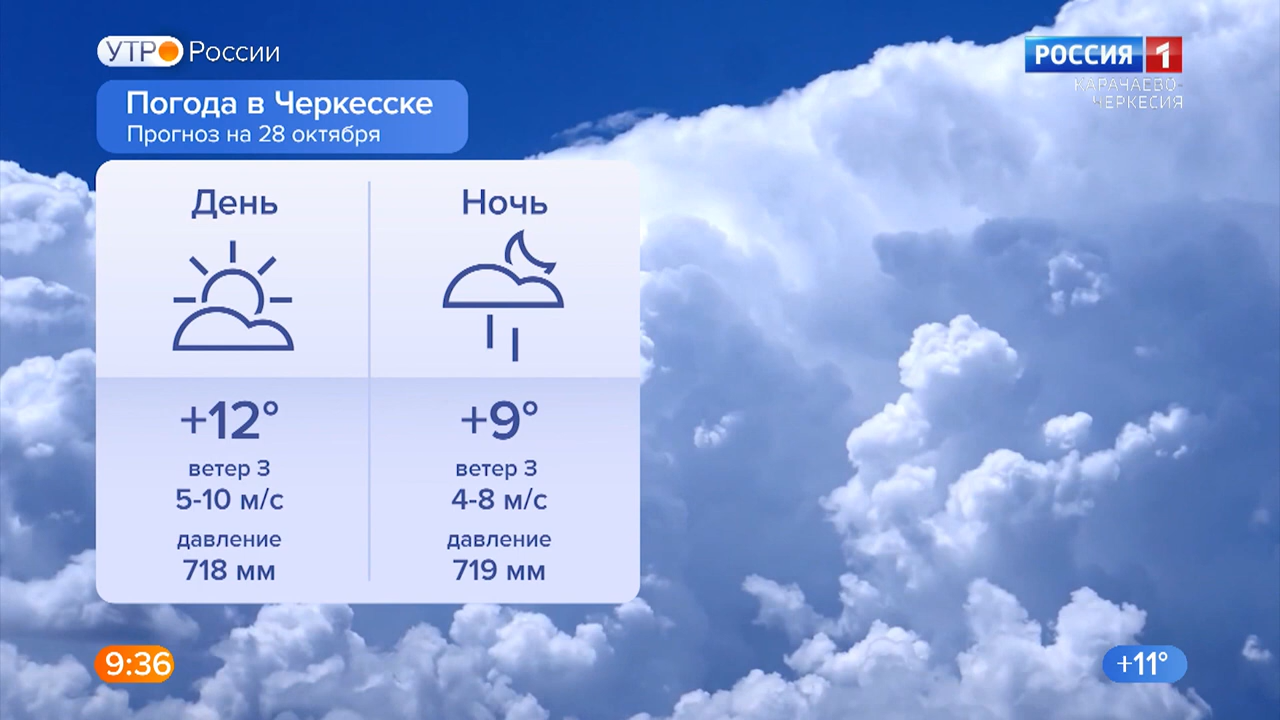 УТРО России
РОССИЯ 1
КАРАЧАЕВО-
ЧЕРКЕСИЯ
Погода в Черкесске
Прогноз на 28 октября
День
Ночь
+12°
+9°
ветер З
ветер З
5-10 м/с
4-8 м/с
давление
давление
718 мм
719 мм
9:36
+11°